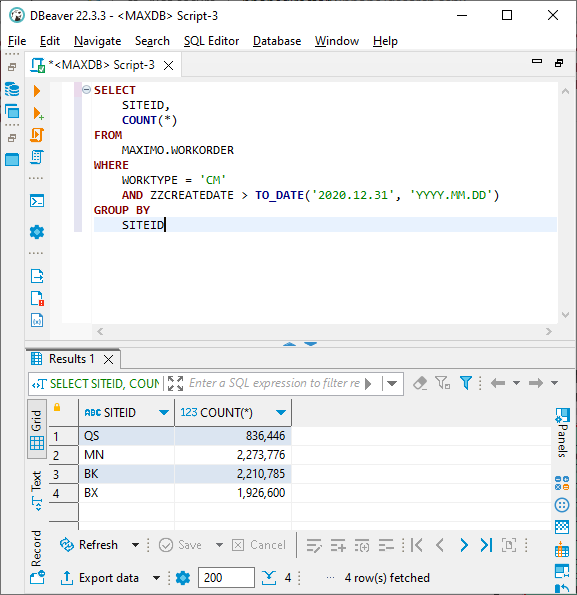 DBeaver 22.3.3 - <MAXDB> Script-3
File Edit Navigate Search SQL Editor Database Window Help
*<MAXDB> Script-3
SELECT
SITEID,
COUNT(*)
FROM
MAXIMO.WORKORDER
WHERE
WORKTYPE = 'CM'
AND ZZCREATEDATE > TO_DATE('2020.12.31', 'YYYY.MM.DD')
GROUP BY
SITEID
Results 1
SELECT SITEID, COUN
Enter a SQL expression to filter re
Grid
Text
Record
Panels
ABC SITEID 123 COUNT(*)
1 QS 836,446
2 MN 2,273,776
3 BK 2,210,785
4 BX 1,926,600
Refresh Save Cancel
Export data 200 4 ... 4 row(s) fetched